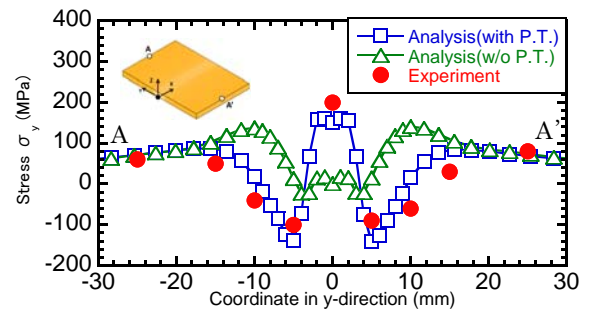 400
300
200
100
0
-100
-200
Stress σy (MPa)
Analysis(with P.T.)
Analysis(w/o P.T.)
Experiment
A
A'
A
A'
-30 -20 -10 0 10 20 30
Coordinate in y-direction (mm)